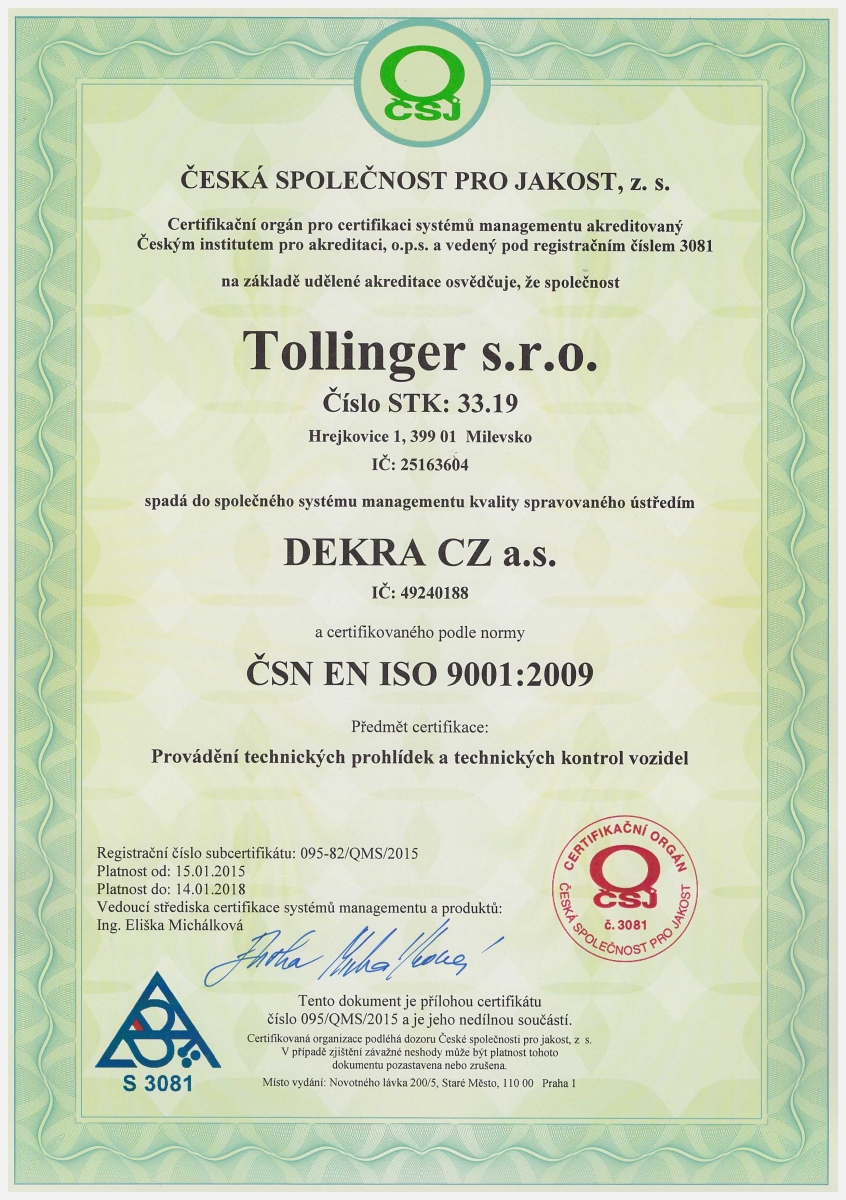 ČSJ
ČESKÁ SPOLEČNOST PRO JAKOST, z. s.
Certifikační orgán pro certifikaci systémů managementu akreditovaný
Českým institutem pro akreditaci, o.p.s. a vedený pod registračním číslem 3081
na základě udělené akreditace osvědčuje, že společnost
Tollinger s.r.o.
Číslo STK: 33.19
Hrejkovice 1, 399 01 Milevsko
IČ: 25163604
spadá do společného systému managementu kvality spravovaného ústředím
DEKRA CZ a.s.
IČ: 49240188
a certifikovaného podle normy
ČSN EN ISO 9001:2009
Předmět certifikace:
Provádění technických prohlídek a technických kontrol vozidel
Registrační číslo subcertifikátu: 095-82/QMS/2015
Platnost od: 15.01.2015
Platnost do: 14.01.2018
Vedoucí střediska certifikace systémů managementu a produktů:
Ing. Eliška Michálková
CERTIFIKAČNÍ ORGÁN
ČSJ
č. 3081
ČESKÁ SPOLEČNOST PRO JAKOST
Tento dokument je přílohou certifikátu
číslo 095/QMS/2015 a je jeho nedílnou součástí.
Certifikovaná organizace podléhá dozoru České společnosti pro jakost, z s.
V případě zjištění závažné neshody může být platnost tohoto
dokumentu pozastavena nebo zrušena.
Místo vydání: Novotného lávka 200/5, Staré Město, 110 00 Praha 1
S 3081